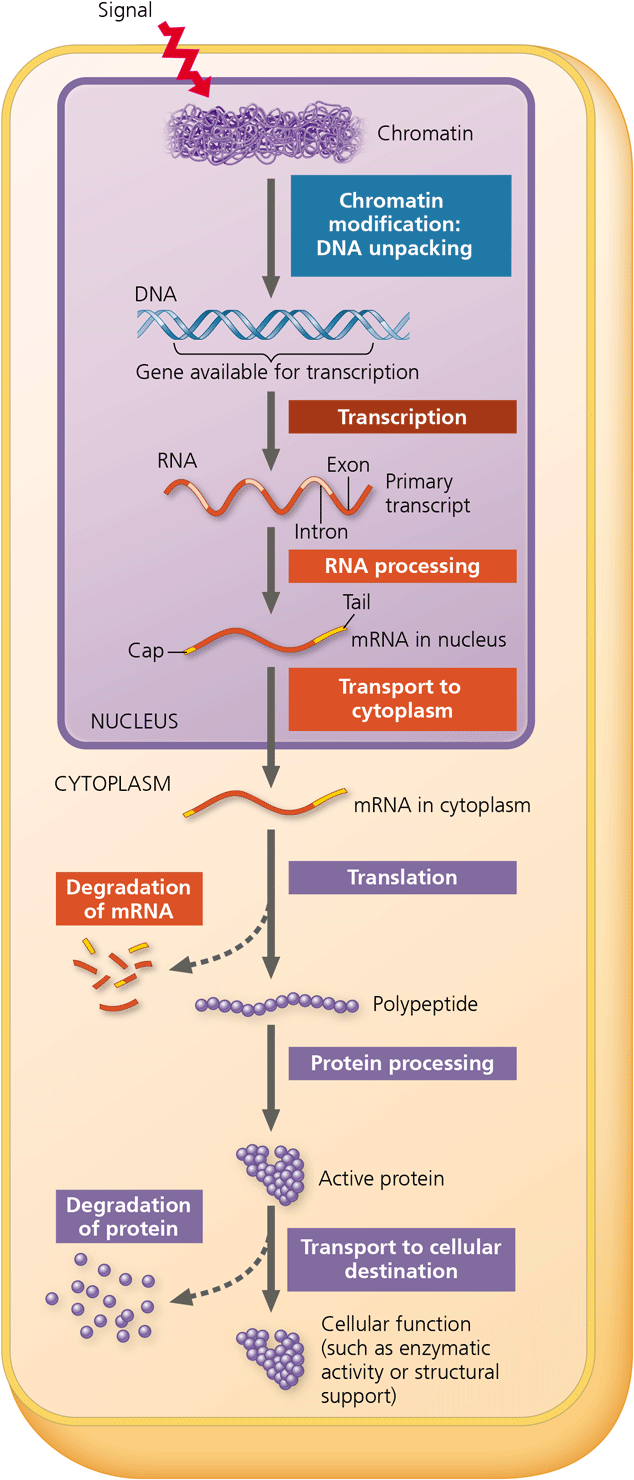 Signal
Chromatin
Chromatin
modification:
DNA unpacking
DNA
Gene available for transcription
Transcription
RNA
Exon
Primary
transcript
Intron
RNA processing
Tail
Cap
mRNA in nucleus
Transport to
cytoplasm
NUCLEUS
CYTOPLASM
mRNA in cytoplasm
Translation
Degradation
of mRNA
Polypeptide
Protein processing
Active protein
Degradation
of protein
Transport to cellular
destination
Cellular function
(such as enzymatic
activity or structural
support)